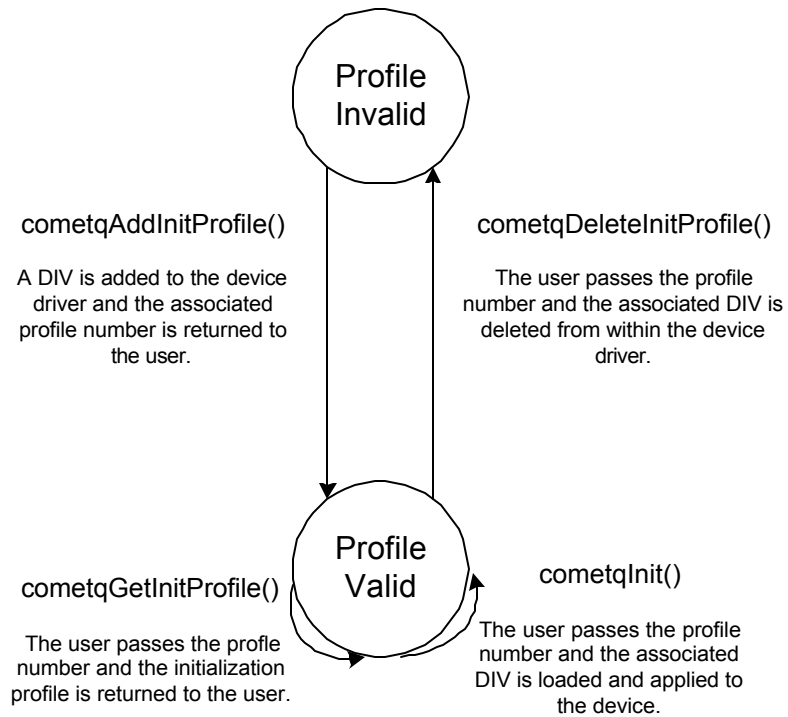 Profile
Invalid
cometqAddInitProfile()
A DIV is added to the device
driver and the associated
profile number is returned to
the user.
cometqDeleteInitProfile()
The user passes the profile
number and the associated DIV is
deleted from within the device
driver.
Profile
Valid
cometqGetInitProfile()
The user passes the profle
number and the initialization
profile is returned to the user.
cometqInit()
The user passes the profile
number and the associated
DIV is loaded and applied to
the device.